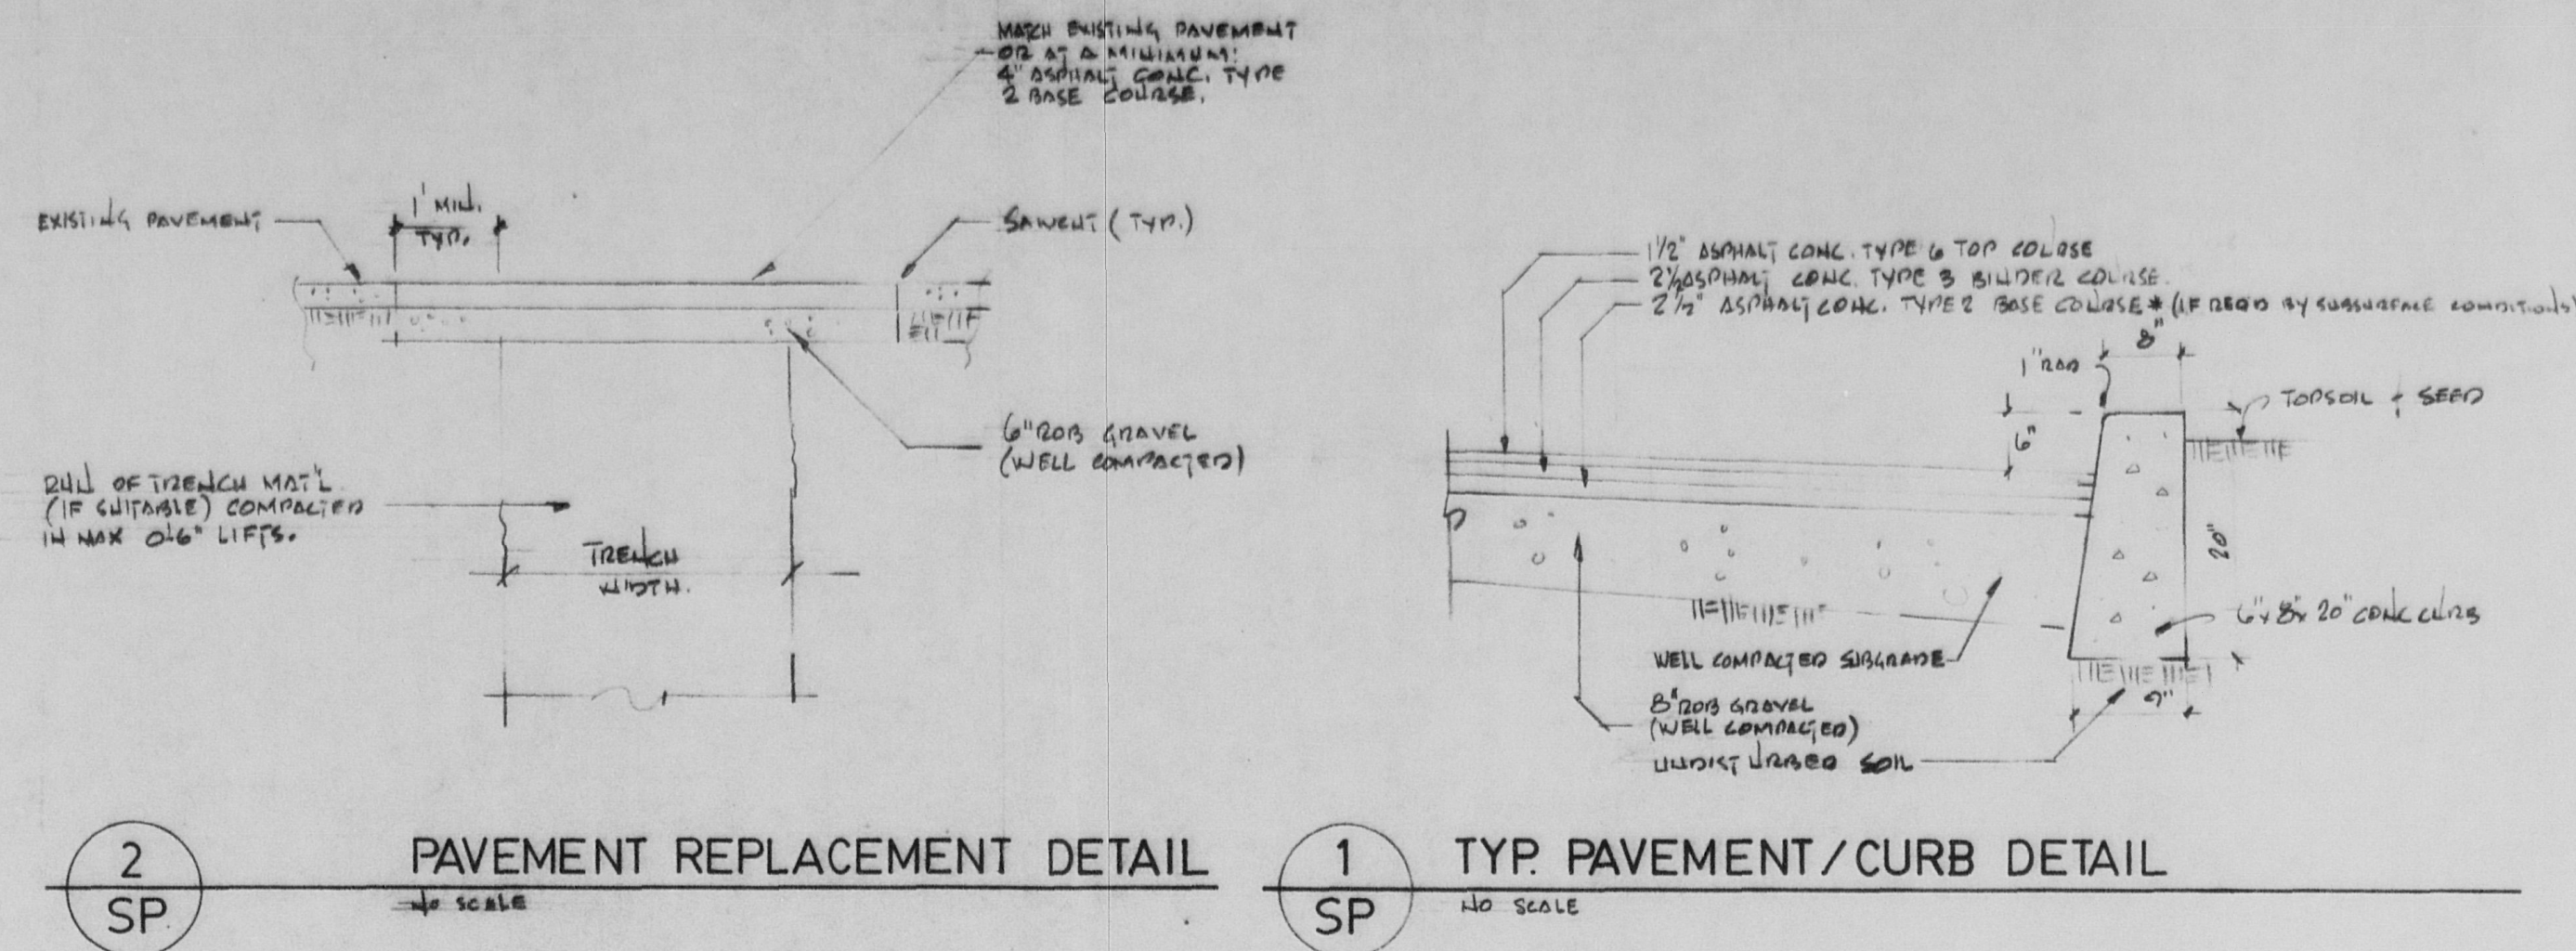 MATCH EXISTING PAVEMENT
OR AT A MINIMUM:
4" ASPHALT CONC. TYPE
2 BASE COURSE.
EXISTING PAVEMENT
1' MIN.
TYP.
SAWCUT (TYP.)
6" ROB GRAVEL
(WELL COMPACTED)
RUN OF TRENCH MAT'L
(IF SUITABLE) COMPACTED
IN MAX 0'6" LIFTS.
TRENCH
WIDTH.
2
SP.
PAVEMENT REPLACEMENT DETAIL
NO SCALE
1 1/2" ASPHALT CONC. TYPE 6 TOP COURSE
2 1/2 ASPHALT CONC. TYPE 3 BINDER COURSE.
2 1/2" ASPHALT CONC. TYPE 2 BASE COURSE * (IF REQ'D BY SUBSURFACE CONDITIONS)
8"
1" RAD
TOPSOIL + SEED
6"
20"
6"x 8"x 20" CONC CURB
WELL COMPACTED SUBGRADE
8" ROB GRAVEL
(WELL COMPACTED)
UNDISTURBED SOIL
9"
1
SP
TYP. PAVEMENT/CURB DETAIL
NO SCALE